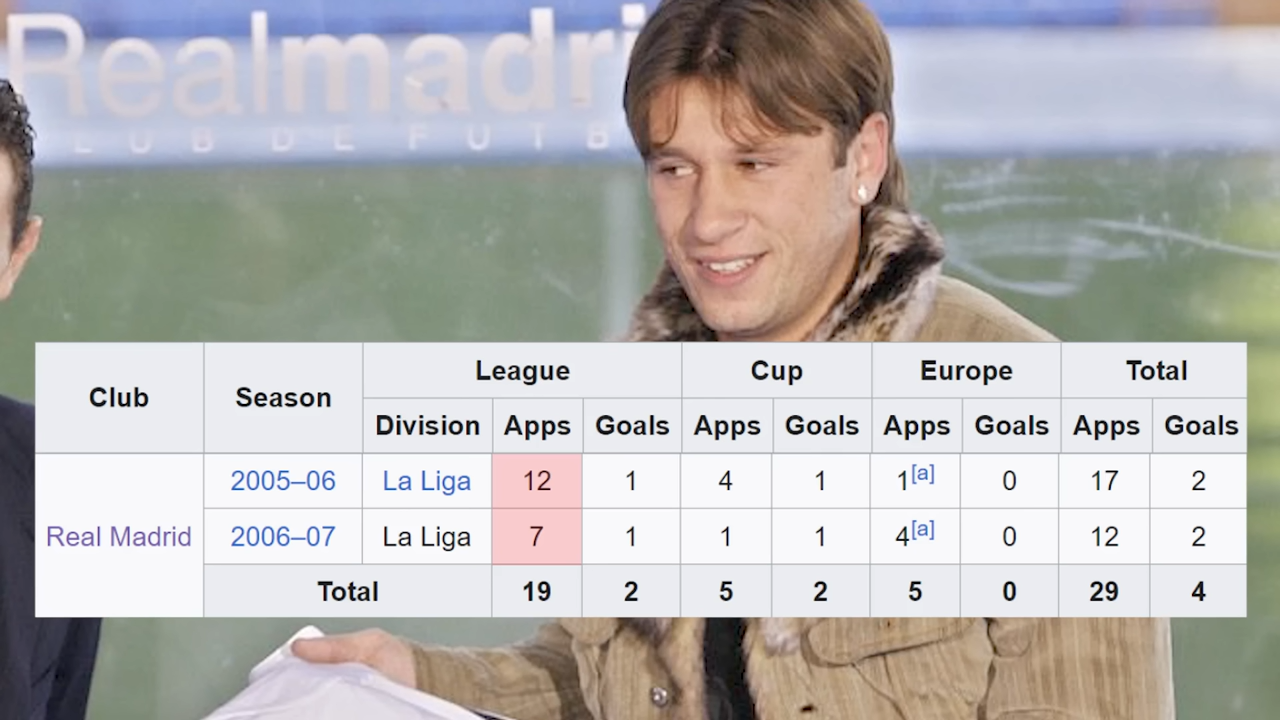 Realmadri
CLUB DE FUTB
League Cup Europe Total
Club Season
Division Apps Goals Apps Goals Apps Goals Apps Goals
2005–06 La Liga 12 1 4 1 1[a] 0 17 2
Real Madrid
2006–07 La Liga 7 1 1 1 4[a] 0 12 2
Total 19 2 5 2 5 0 29 4